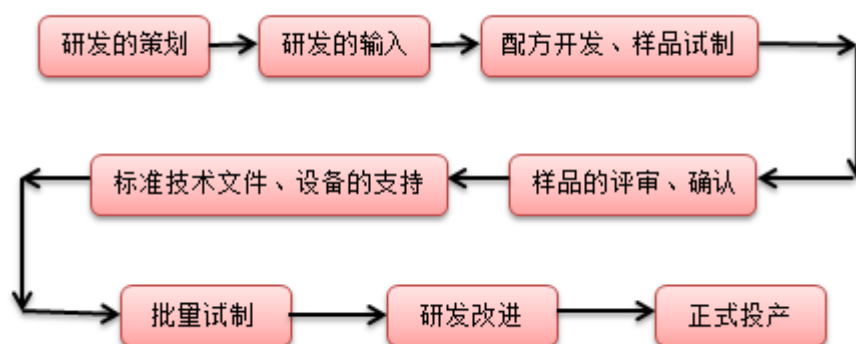 研发的策划
研发的输入
配方开发、样品试制
样品的评审、确认
标准技术文件、设备的支持
批量试制
研发改进
正式投产